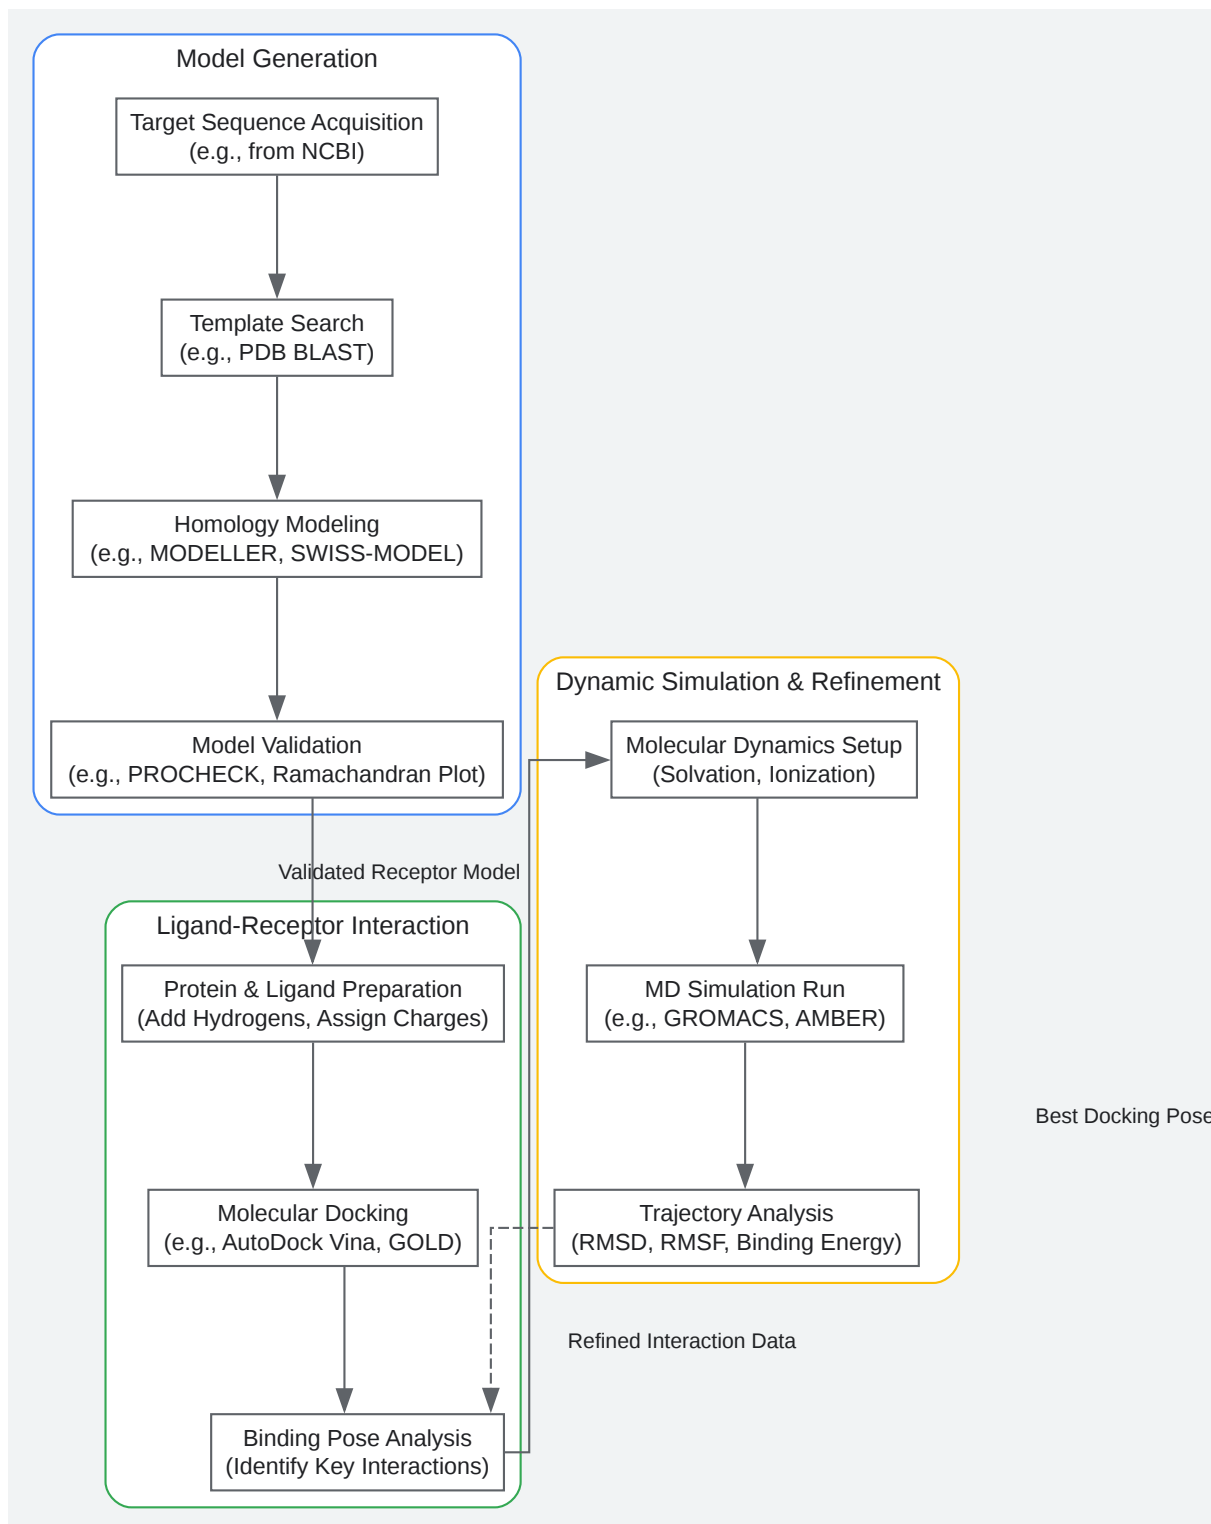 Model Generation
Target Sequence Acquisition
(e.g., from NCBI)
Template Search
(e.g., PDB BLAST)
Homology Modeling
(e.g., MODELLER, SWISS-MODEL)
Model Validation
(e.g., PROCHECK, Ramachandran Plot)
Validated Receptor Model
Ligand-Receptor Interaction
Protein & Ligand Preparation
(Add Hydrogens, Assign Charges)
Molecular Docking
(e.g., AutoDock Vina, GOLD)
Binding Pose Analysis
(Identify Key Interactions)
Dynamic Simulation & Refinement
Molecular Dynamics Setup
(Solvation, Ionization)
MD Simulation Run
(e.g., GROMACS, AMBER)
Trajectory Analysis
(RMSD, RMSF, Binding Energy)
Refined Interaction Data
Best Docking Pose